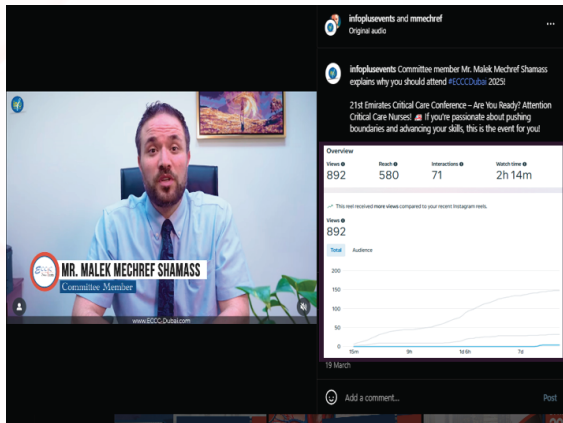 infoplusevents and mmechref
Original audio
infoplusevents Committee member Mr. Malek Mechref Shamass
explains why you should attend #ECCCDubai 2025!
21st Emirates Critical Care Conference – Are You Ready? Attention
Critical Care Nurses! 🚑 If you're passionate about pushing
boundaries and advancing your skills, this is the event for you!
Overview
Views Reach Interactions Watch time
892 580 71 2h 14m
This reel received more views compared to your recent Instagram reels.
Views
892
Total Audience
200
150
100
50
0
15m 9h 1d 6h 7d
19 March
Add a comment... Post
MR. MALEK MECHREF SHAMASS
Committee Member
www.ECCC-Dubai.com